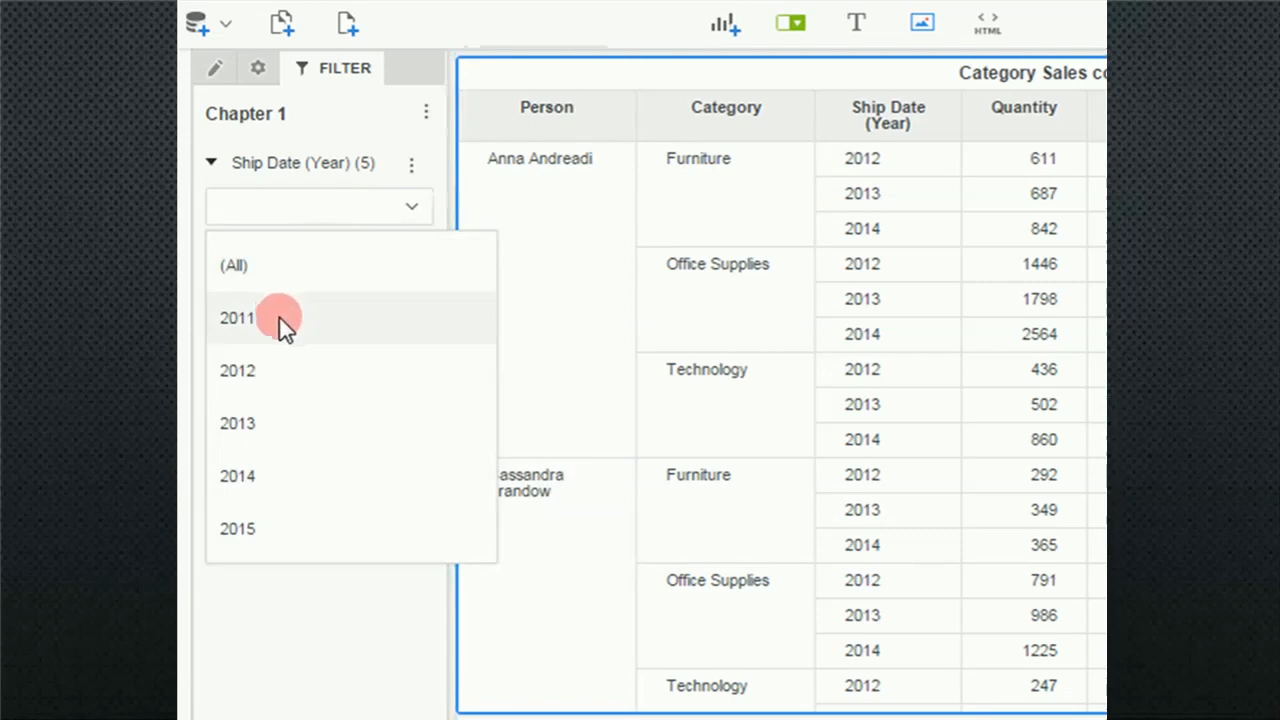 T
< >
HTML
FILTER
Chapter 1
Ship Date (Year) (5)
(All)
2011
2012
2013
2014
2015
Category Sales
Person Category Ship Date (Year) Quantity
Anna Andreadi Furniture 2012 611
2013 687
2014 842
Office Supplies 2012 1446
2013 1798
2014 2564
Technology 2012 436
2013 502
2014 860
assandra randow Furniture 2012 292
2013 349
2014 365
Office Supplies 2012 791
2013 986
2014 1225
Technology 2012 247